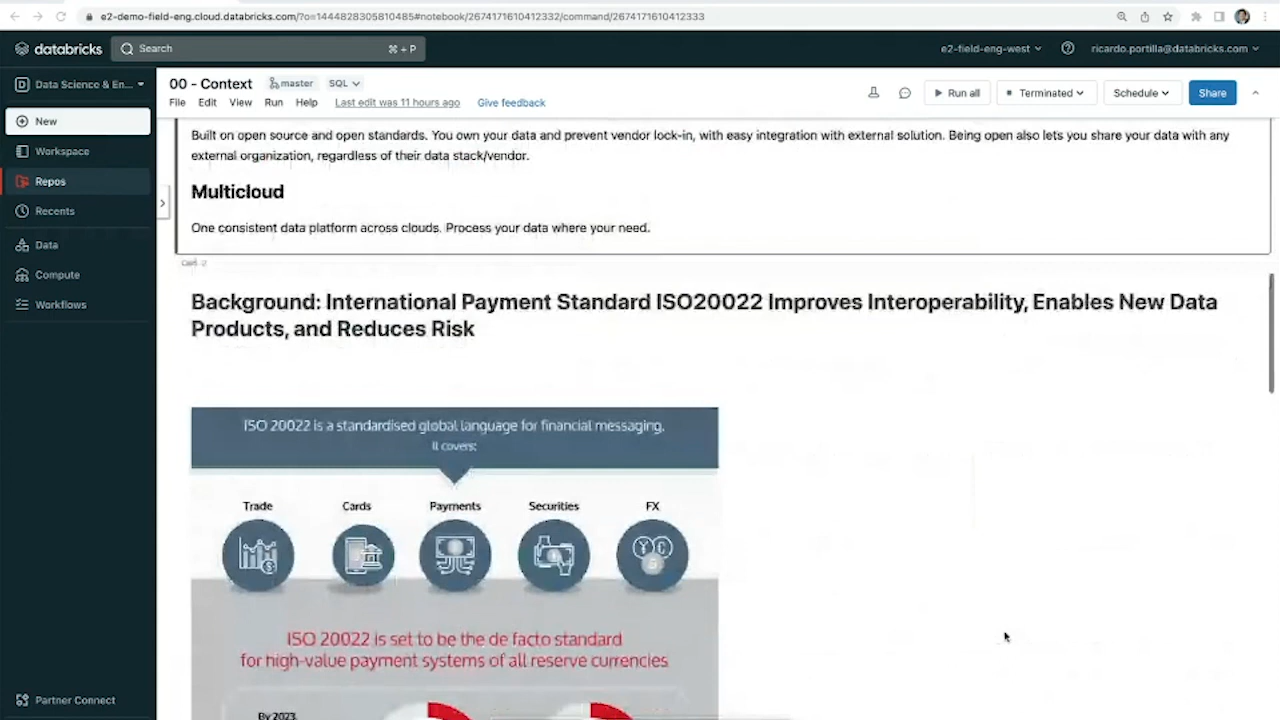 e2-demo-field-eng.cloud.databricks.com/?o=1444828305810485#notebook/2674171610412332/command/2674171610412333
databricks
Search
⌘ + P
e2-field-eng-west
ricardo.portilla@databricks.com
Data Science & En...
New
Workspace
Repos
Recents
Data
Compute
Workflows
Partner Connect
00 - Context
master
SQL
File Edit View Run Help Last edit was 11 hours ago Give feedback
Run all
Terminated
Schedule
Share
Built on open source and open standards. You own your data and prevent vendor lock-in, with easy integration with external solution. Being open also lets you share your data with any
external organization, regardless of their data stack/vendor.
Multicloud
One consistent data platform across clouds. Process your data where your need.
Cmd 2
Background: International Payment Standard ISO20022 Improves Interoperability, Enables New Data
Products, and Reduces Risk
ISO 20022 is a standardised global language for financial messaging.
It covers:
Trade Cards Payments Securities FX
ISO 20022 is set to be the de facto standard
for high-value payment systems of all reserve currencies
By 2023,